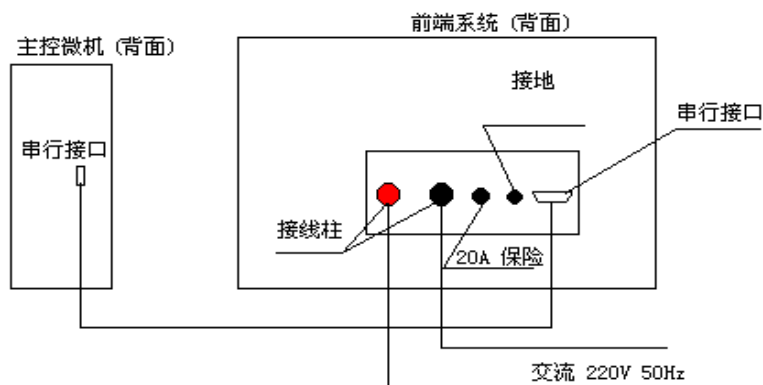 前端系统 (背面)
主控微机 (背面)
接地
串行接口
串行接口
接线柱
20A 保险
交流 220V 50Hz